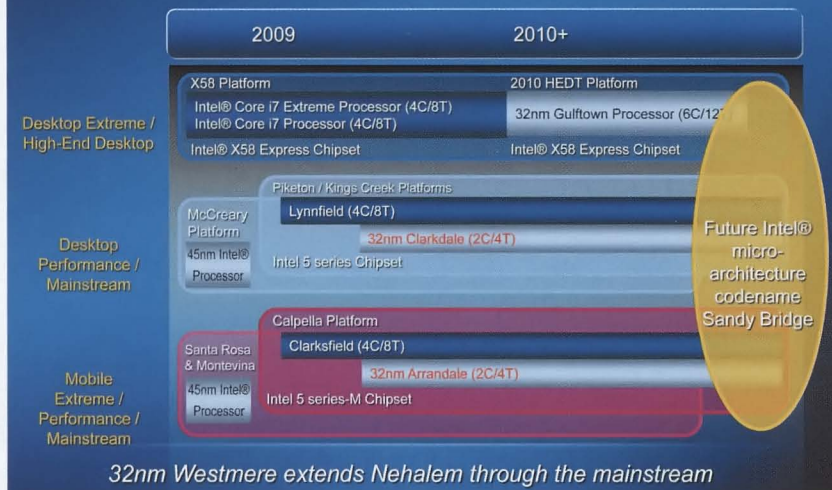 2009
2010+
Desktop Extreme /
High-End Desktop
X58 Platform
Intel® Core i7 Extreme Processor (4C/8T)
Intel® Core i7 Processor (4C/8T)
Intel® X58 Express Chipset
2010 HEDT Platform
32nm Gulftown Processor (6C/12T
Intel® X58 Express Chipset
Desktop
Performance /
Mainstream
McCreary
Platform
45nm Intel®
Processor
Piketon / Kings Creek Platforms
Lynnfield (4C/8T)
32nm Clarkdale (2C/4T)
Intel 5 series Chipset
Mobile
Extreme /
Performance /
Mainstream
Santa Rosa
& Montevina
45nm Intel®
Processor
Calpella Platform
Clarksfield (4C/8T)
32nm Arrandale (2C/4T)
Intel 5 series-M Chipset
Future Intel®
micro-
architecture
codename
Sandy Bridge
32nm Westmere extends Nehalem through the mainstream